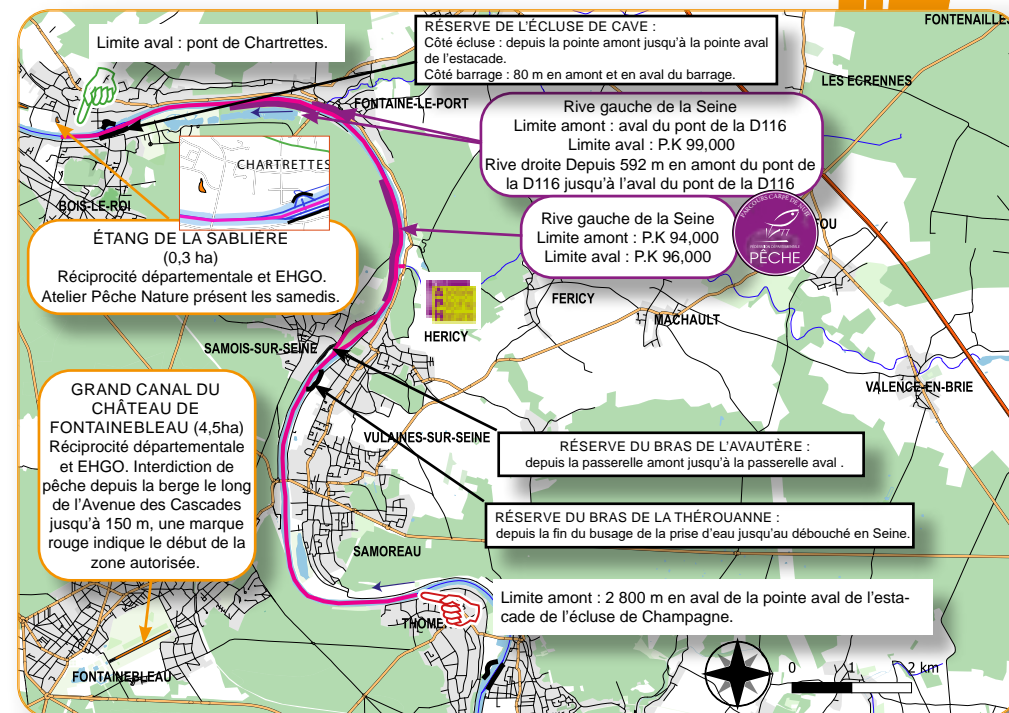 FONTENAILLES
Limite aval : pont de Chartrettes.
RÉSERVE DE L'ÉCLUSE DE CAVE :
Côté écluse : depuis la pointe amont jusqu'à la pointe aval
de l'estacade.
Côté barrage : 80 m en amont et en aval du barrage.
LES ECRENNES
FONTAINE-LE-PORT
Rive gauche de la Seine
Limite amont : aval du pont de la D116
Limite aval : P.K 99,000
Rive droite Depuis 592 m en amont du pont de
la D116 jusqu'à l'aval du pont de la D116
CHARTRETTES
BOIS-LE-ROI
Rive gauche de la Seine
Limite amont : P.K 94,000
Limite aval : P.K 96,000
PARCOURS CARPE DE NUIT
77
PÊCHE
ÉTANG DE LA SABLIÈRE
(0,3 ha)
Réciprocité départementale et EHGO.
Atelier Pêche Nature présent les samedis.
FERICY
MACHAULT
HERICY
SAMOIS-SUR-SEINE
VALENCE-EN-BRIE
GRAND CANAL DU
CHÂTEAU DE
FONTAINEBLEAU (4,5ha)
Réciprocité départementale
et EHGO. Interdiction de
pêche depuis la berge le long
de l'Avenue des Cascades
jusqu'à 150 m, une marque
rouge indique le début de la
zone autorisée.
VULAINES-SUR-SEINE
RÉSERVE DU BRAS DE L'AVAUTÈRE :
depuis la passerelle amont jusqu'à la passerelle aval .
RÉSERVE DU BRAS DE LA THÉROUANNE :
depuis la fin du busage de la prise d'eau jusqu'au débouché en Seine.
SAMOREAU
Limite amont : 2 800 m en aval de la pointe aval de l'esta-
cade de l'écluse de Champagne.
THOME
FONTAINEBLEAU
0 1 2 km